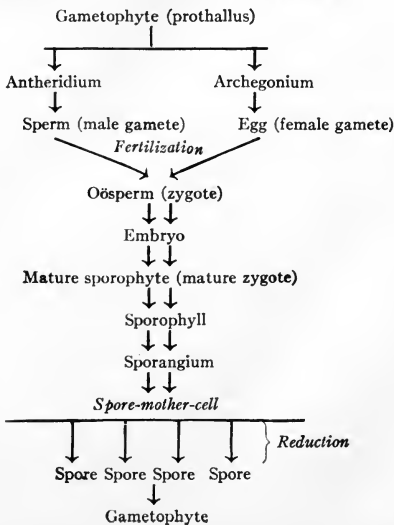 Gametophyte (prothallus)
Antheridium Archegonium
Sperm (male gamete) Egg (female gamete)
Fertilization
Oösperm (zygote)
Embryo
Mature sporophyte (mature zygote)
Sporophyll
Sporangium
Spore-mother-cell
Reduction
Spore Spore Spore Spore
Gametophyte